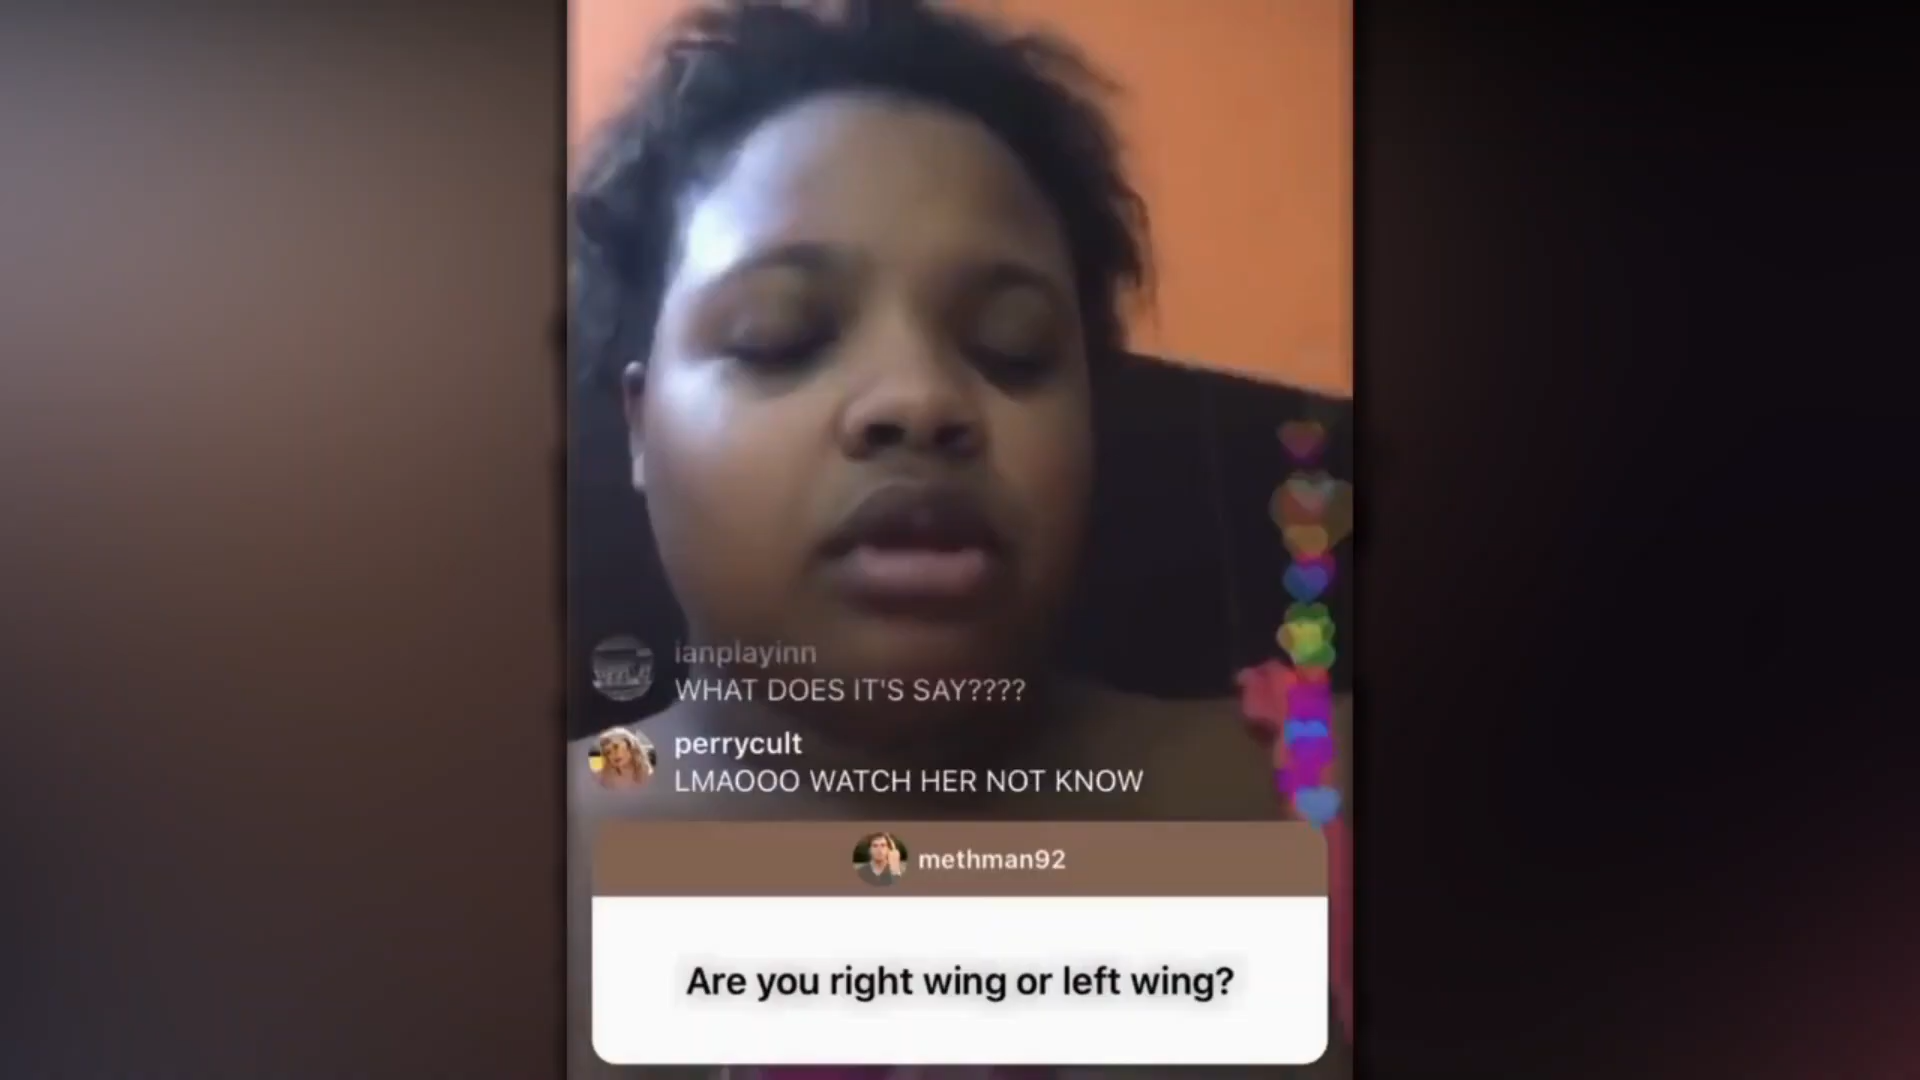 ianplayinn
WHAT DOES IT'S SAY????
perrycult
LMAOOO WATCH HER NOT KNOW
methman92
Are you right wing or left wing?